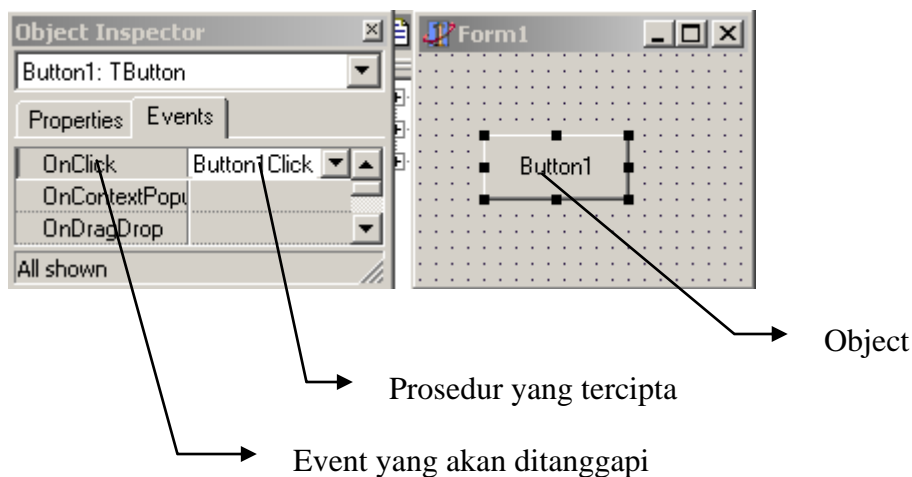 Object Inspector
Button1: TButton
Properties Events
OnClick Button1Click
OnContextPopu
OnDragDrop
All shown
Form1
Button1
Object
Prosedur yang tercipta
Event yang akan ditanggapi